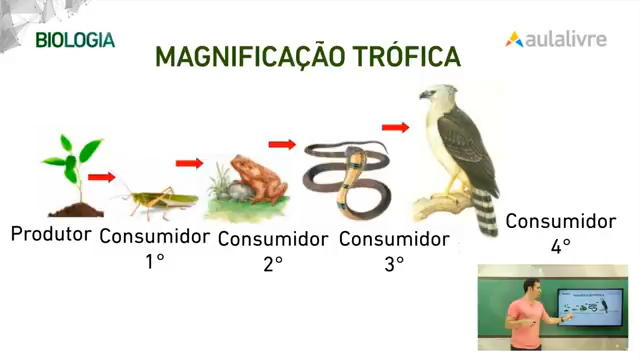 BIOLOGIA
aulalivre
MAGNIFICAÇÃO TRÓFICA
Produtor
Consumidor
1°
Consumidor
2°
Consumidor
3°
Consumidor
4°